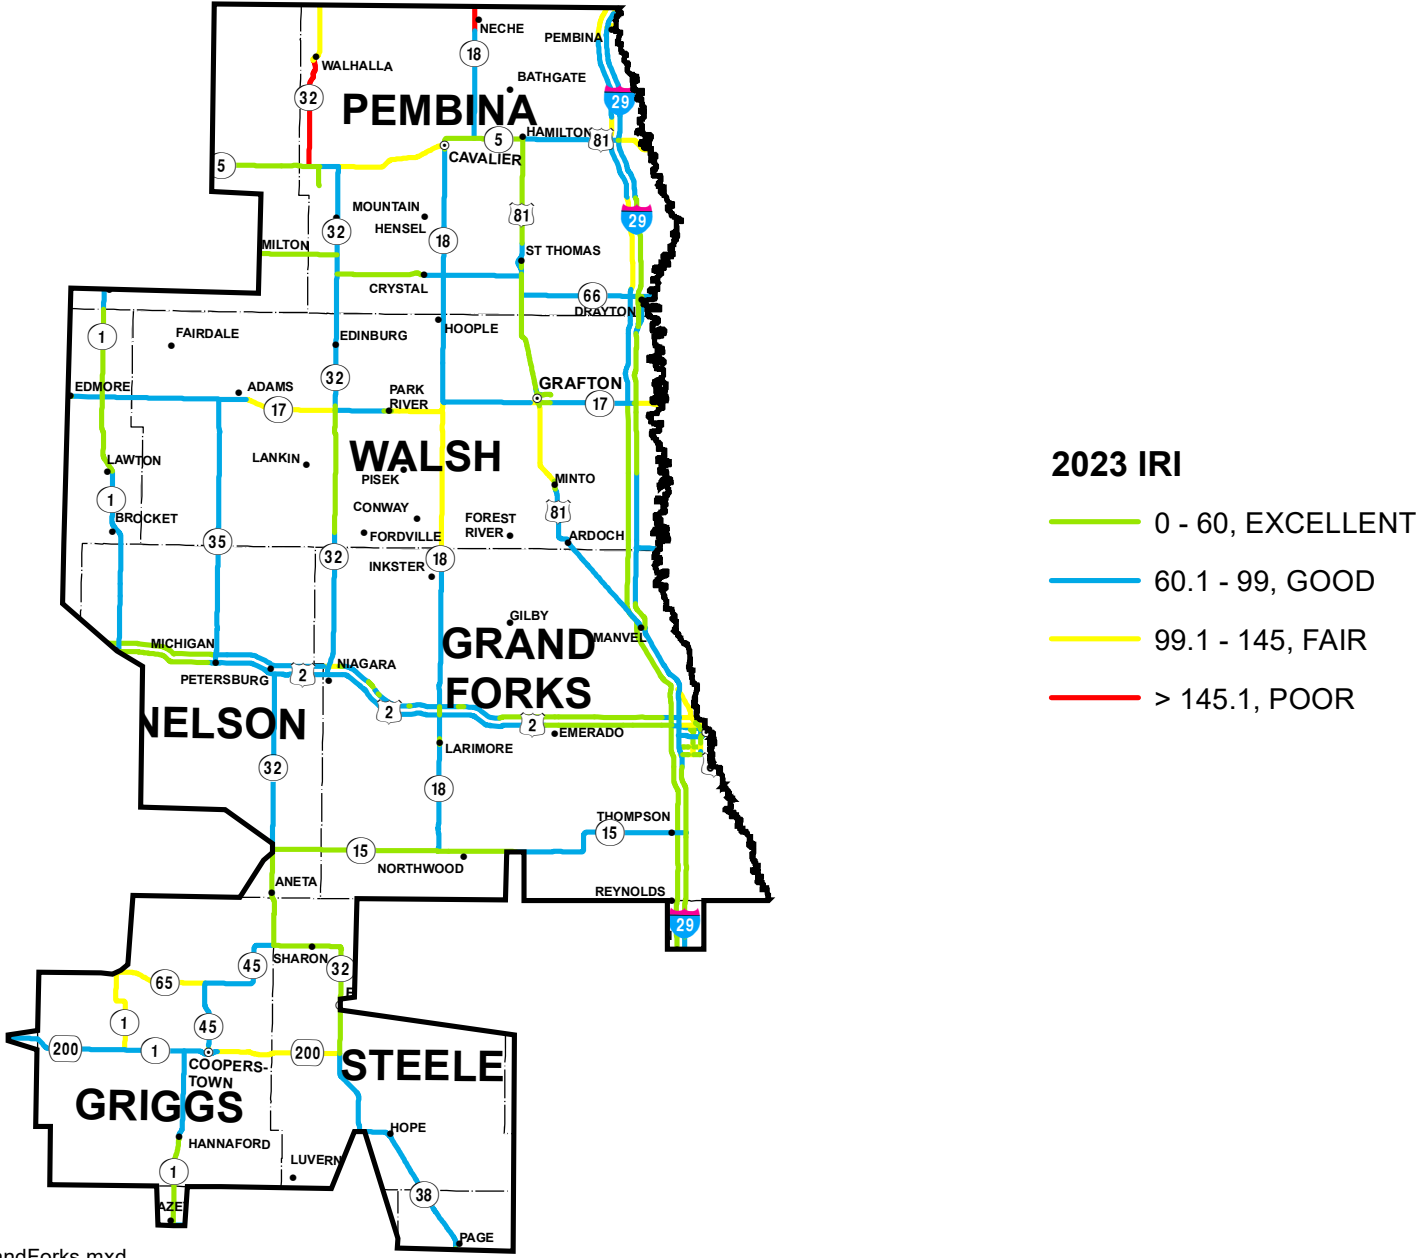 NECHE
PEMBINA
18
WALHALLA
BATHGATE
32
29
PEMBINA
HAMILTON
81
5
5
CAVALIER
MOUNTAIN
81
29
HENSEL
32
18
MILTON
ST THOMAS
CRYSTAL
66
DRAYTON
FAIRDALE
1
EDINBURG
HOOPLE
32
EDMORE
ADAMS
PARK
RIVER
GRAFTON
17
17
LAWTON
LANKIN
WALSH
PISEK
MINTO
1
CONWAY
81
BROCKET
FOREST
RIVER
FORDVILLE
ARDOCH
35
32
18
INKSTER
GILBY
MICHIGAN
GRAND
FORKS
MANVEL
NIAGARA
PETERSBURG
2
2
2
NELSON
EMERADO
LARIMORE
32
18
THOMPSON
15
15
NORTHWOOD
ANETA
REYNOLDS
29
SHARON
45
32
65
1
45
200
1
200
COOPERS-
TOWN
STEELE
GRIGGS
HOPE
HANNAFORD
LUVERN
1
AZE
38
PAGE
andForks.mxd
2023 IRI
0 - 60, EXCELLENT
60.1 - 99, GOOD
99.1 - 145, FAIR
> 145.1, POOR